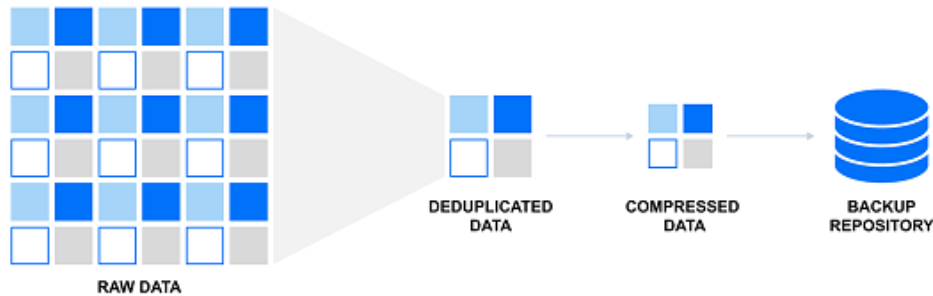 RAW DATA
DEDUPLICATED
DATA
COMPRESSED
DATA
BACKUP
REPOSITORY